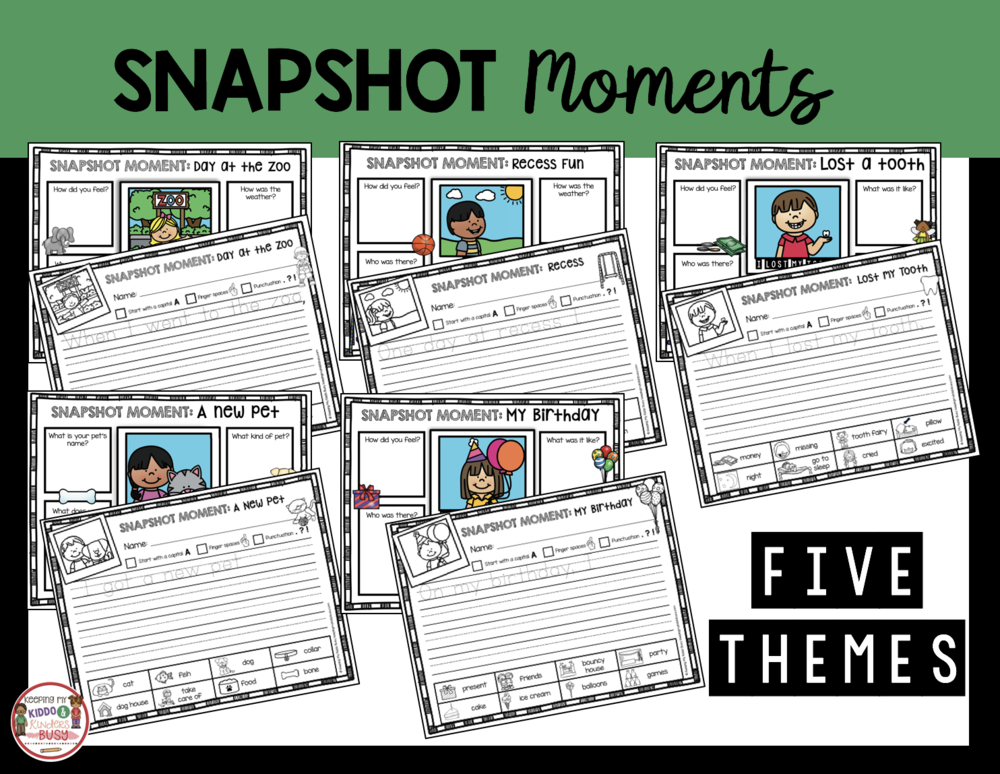 SNAPSHOT Moments
SNAPSHOT MOMENT: Day at the Zoo
How did you feel?
ZOO
How was the
weather?
SNAPSHOT MOMENT: Day at the Zoo
Name:
Start with a capital A
Finger spaces
Punctuation . ? !
When I went to the zoo,
SNAPSHOT MOMENT: Recess Fun
How did you feel?
How was the
weather?
Who was there?
SNAPSHOT MOMENT: Recess
Name:
Start with a capital A
Finger spaces
Punctuation . ? !
One day at recess I
SNAPSHOT MOMENT: Lost a tooth
How did you feel?
What was it like?
Who was there?
I LOST MY
SNAPSHOT MOMENT: Lost My Tooth
Name:
Start with a capital A
Finger spaces
Punctuation . ? !
When I lost my tooth,
money
missing
tooth fairy
pillow
night
go to
sleep
cried
excited
SNAPSHOT MOMENT: A New Pet
What is your pet's
name?
What kind of pet?
What does
SNAPSHOT MOMENT: A New Pet
Name:
Start with a capital A
Finger spaces
Punctuation . ? !
I got a new pet
cat
fish
dog
collar
dog house
take
care of
food
bone
SNAPSHOT MOMENT: My Birthday
How did you feel?
What was it like?
Who was there?
SNAPSHOT MOMENT: My Birthday
Name:
Start with a capital A
Finger spaces
Punctuation . ? !
On my birthday, I
present
friends
bouncy
house
party
cake
ice cream
balloons
games
FIVE
THEMES
Keeping My
KIDDO &
Kinders
BUSY